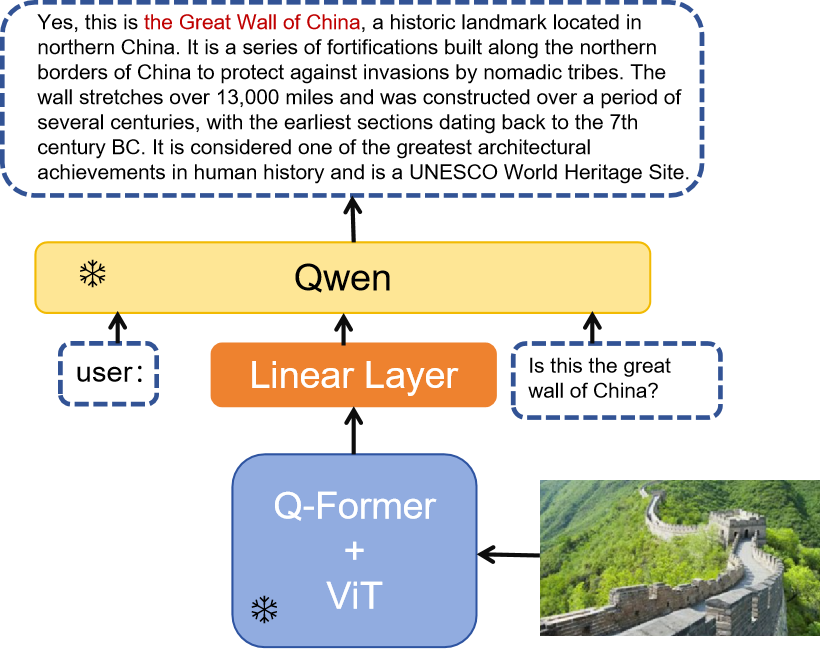 Yes, this is the Great Wall of China, a historic landmark located in
northern China. It is a series of fortifications built along the northern
borders of China to protect against invasions by nomadic tribes. The
wall stretches over 13,000 miles and was constructed over a period of
several centuries, with the earliest sections dating back to the 7th
century BC. It is considered one of the greatest architectural
achievements in human history and is a UNESCO World Heritage Site.
Qwen
user:
Linear Layer
Is this the great
wall of China?
Q-Former
+
ViT